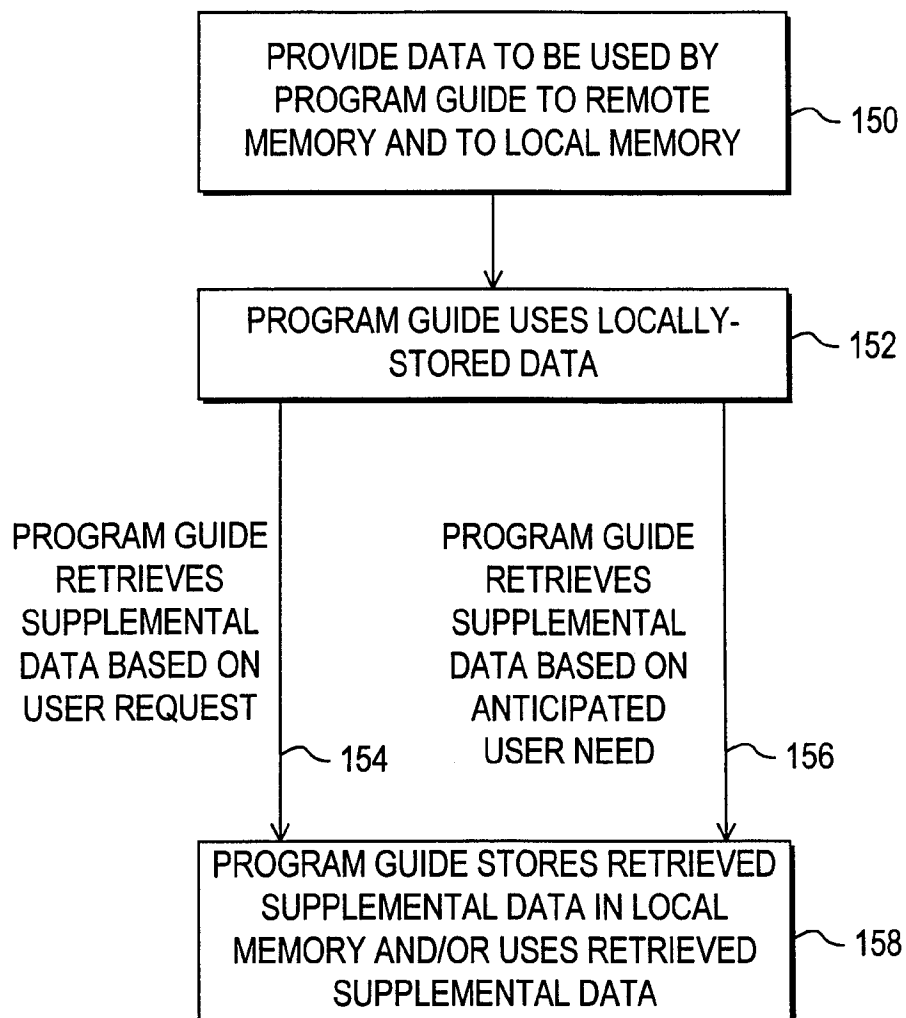 PROVIDE DATA TO BE USED BY
PROGRAM GUIDE TO REMOTE
MEMORY AND TO LOCAL MEMORY
150
PROGRAM GUIDE USES LOCALLY-
STORED DATA
152
PROGRAM GUIDE
RETRIEVES
SUPPLEMENTAL
DATA BASED ON
USER REQUEST
154
PROGRAM GUIDE
RETRIEVES
SUPPLEMENTAL
DATA BASED ON
ANTICIPATED
USER NEED
156
PROGRAM GUIDE STORES RETRIEVED
SUPPLEMENTAL DATA IN LOCAL
MEMORY AND/OR USES RETRIEVED
SUPPLEMENTAL DATA
158